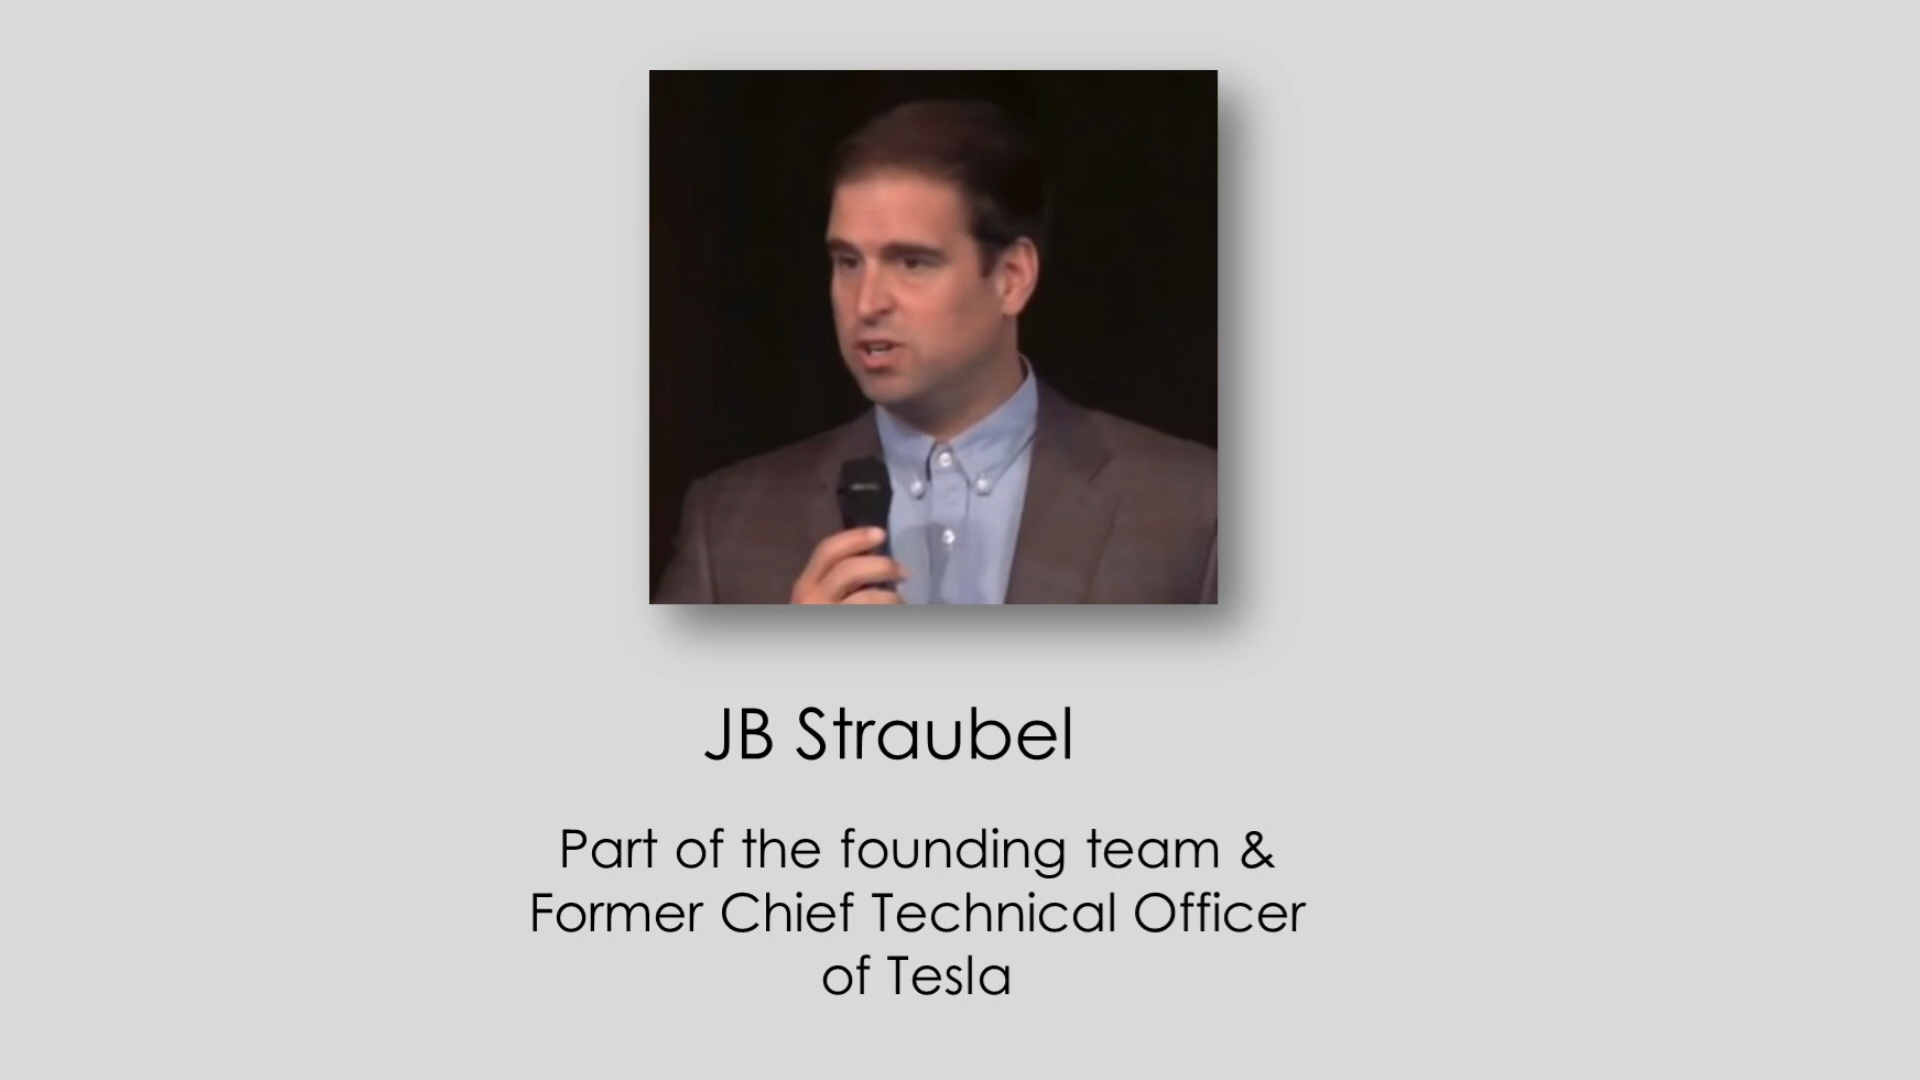 JB Straubel
Part of the founding team &
Former Chief Technical Officer
of Tesla